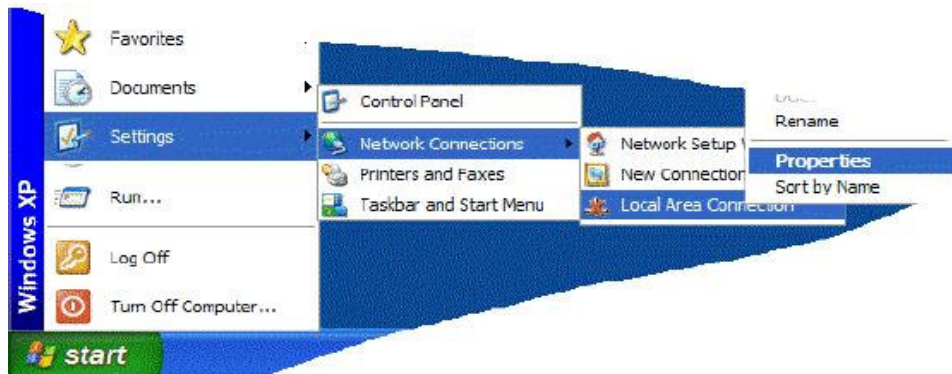 Windows XP
Favorites
Documents
Settings
Run...
Log Off
Turn Off Computer...
start
Control Panel
Network Connections
Printers and Faxes
Taskbar and Start Menu
Network Setup
New Connection
Local Area Connection
Rename
Properties
Sort by Name